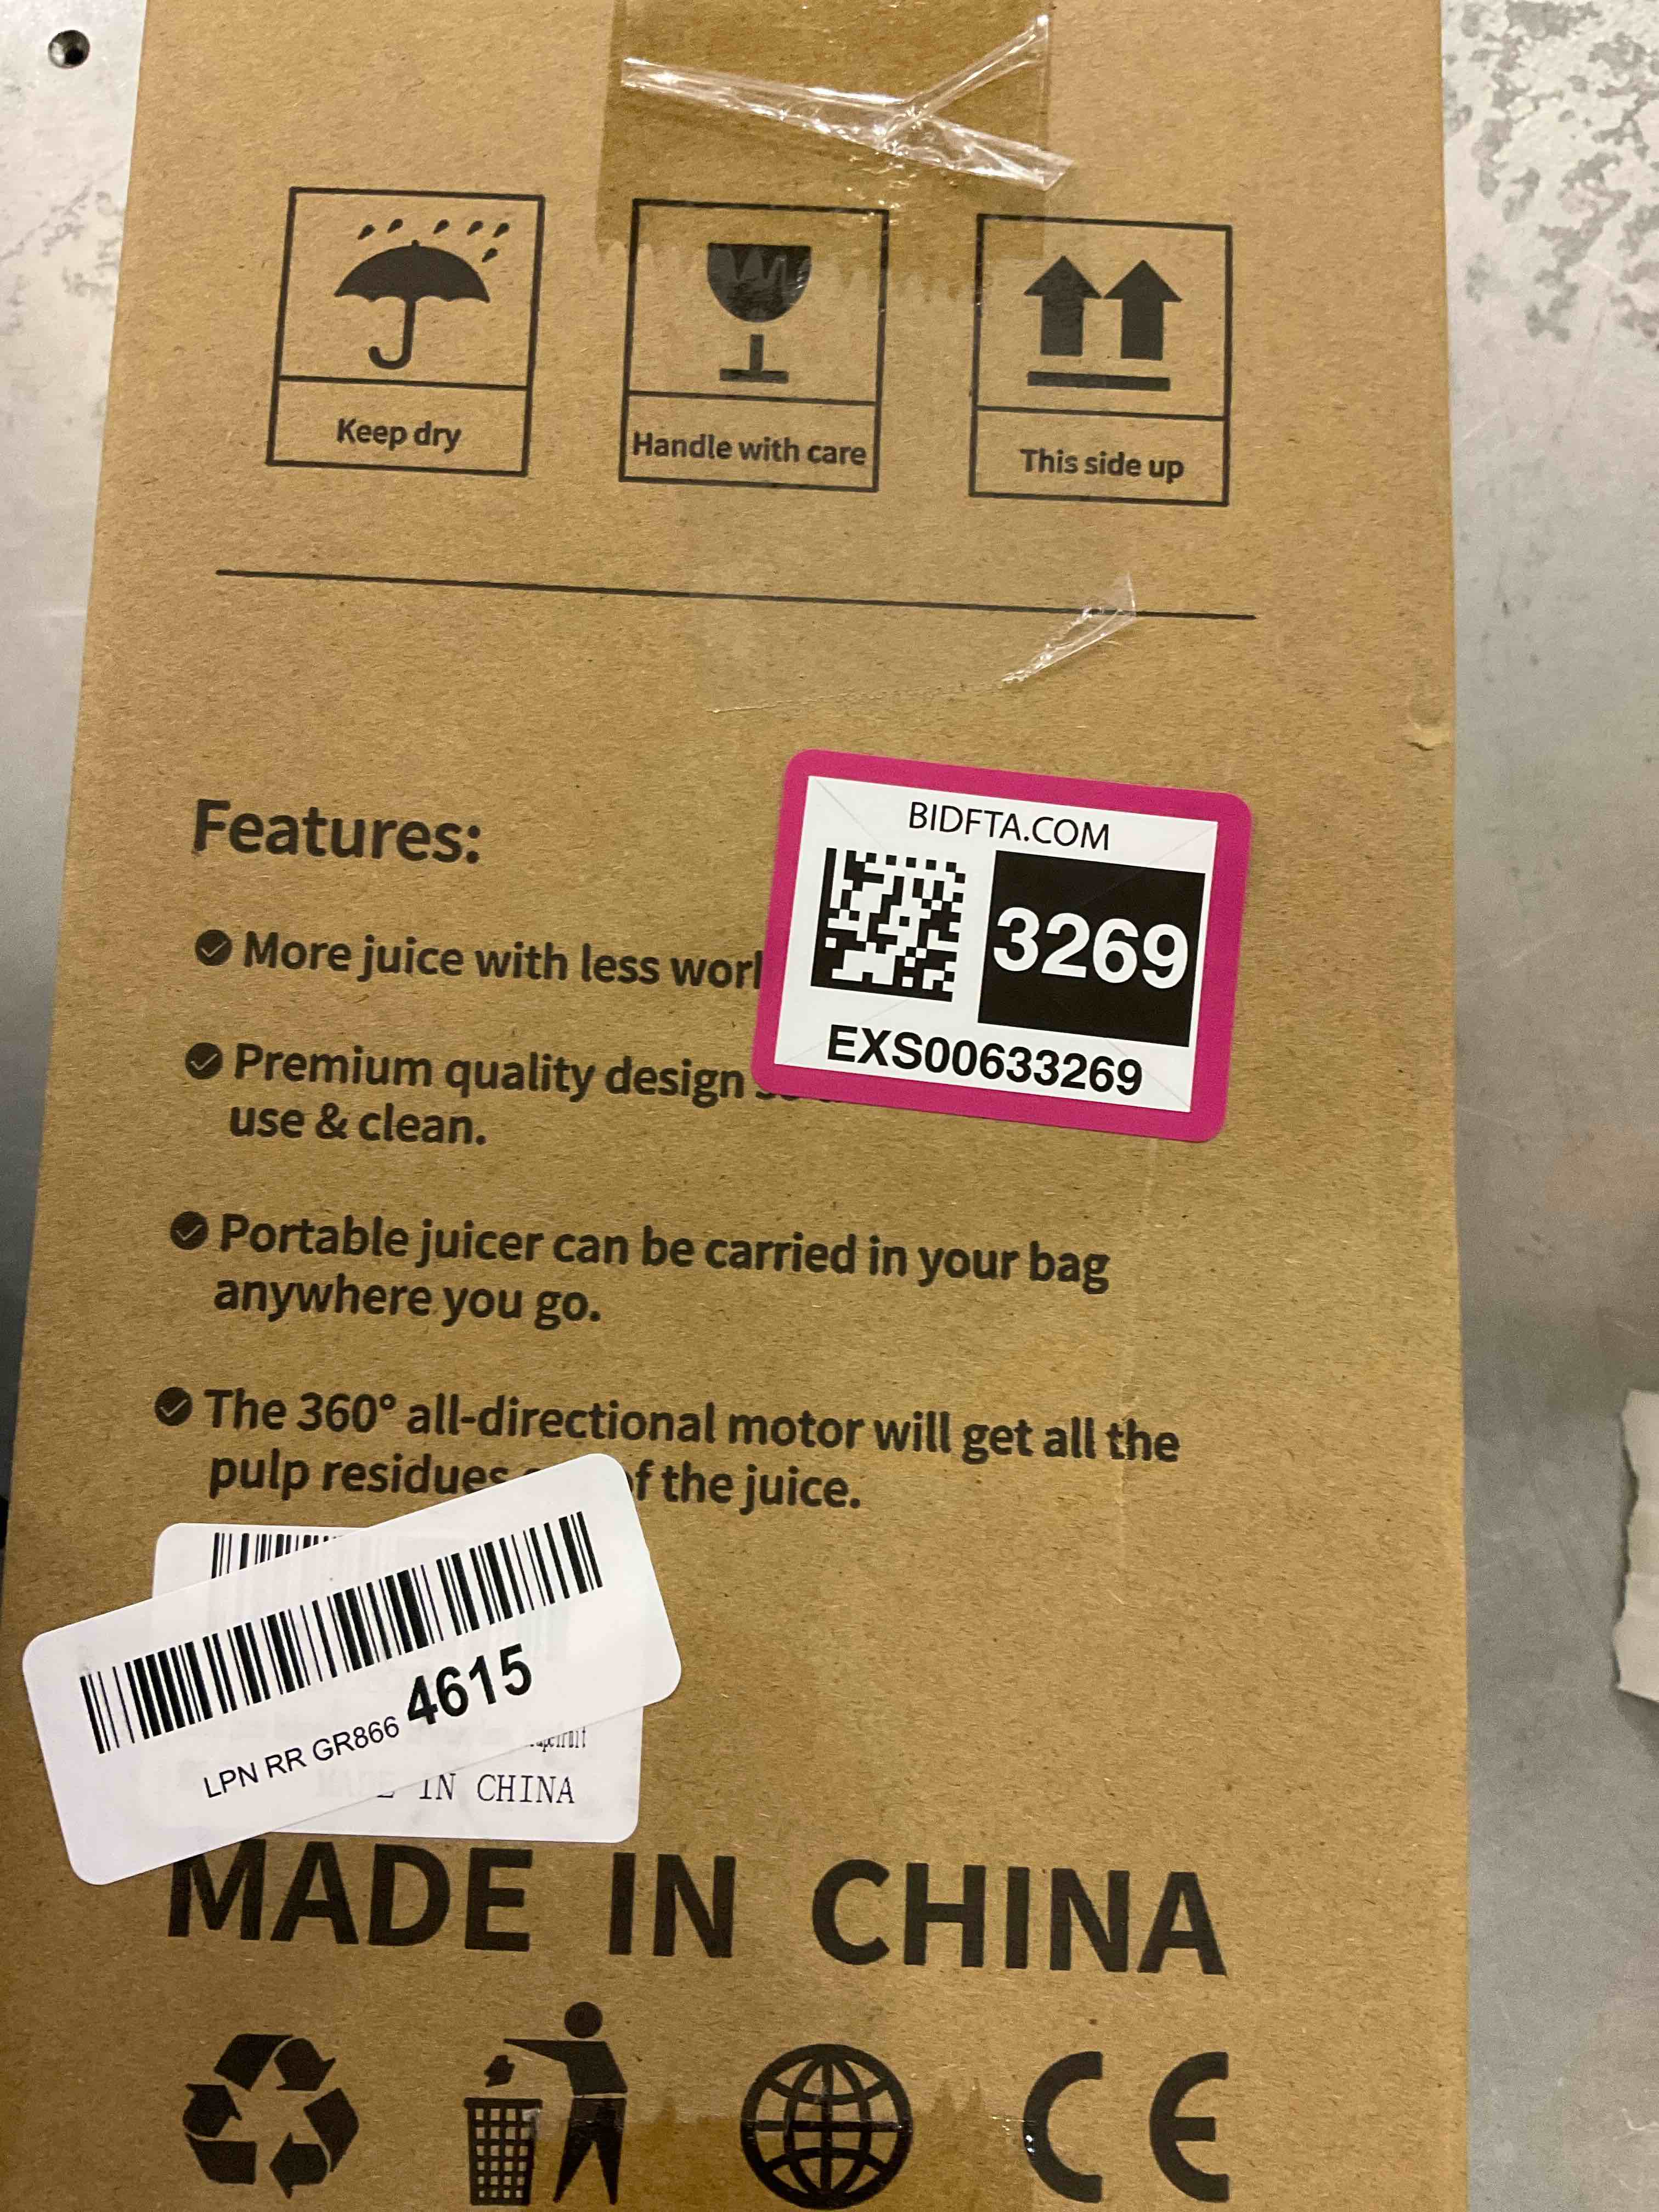 Keep dry
Handle with care
This side up
Features:
BIDFTA.COM
3269
EXS00633269
More juice with less
Premium quality design
use & clean.
Portable juicer can be carried in your bag
anywhere you go.
The 360° all-directional motor will get all the
pulp residues of the juice.
LPN RR GR866 4615
IN CHINA
MADE IN CHINA
CE